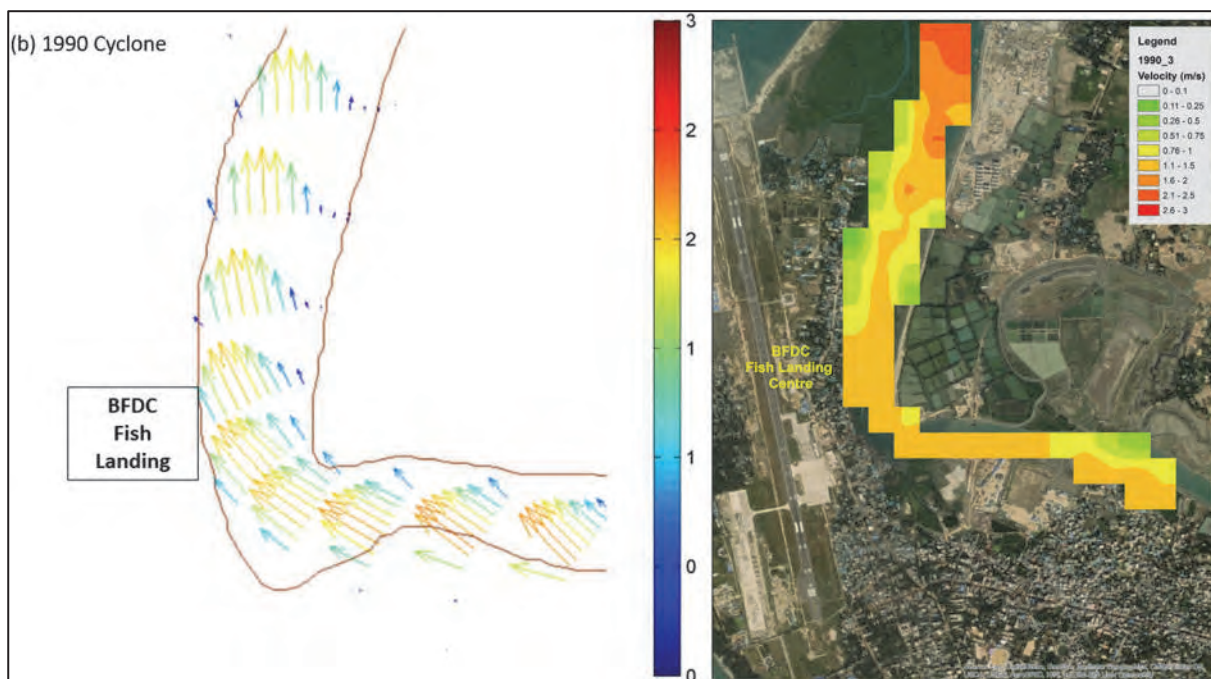 (b) 1990 Cyclone
BFDC
Fish
Landing
3
3
2
2
1
1
0
0
Legend
1990_3
Velocity (m/s)
0 - 0.1
0.11 - 0.25
0.26 - 0.5
0.51 - 0.75
0.76 - 1
1.1 - 1.5
1.6 - 2
2.1 - 2.5
2.6 - 3
BFDC
Fish Landing
Centre